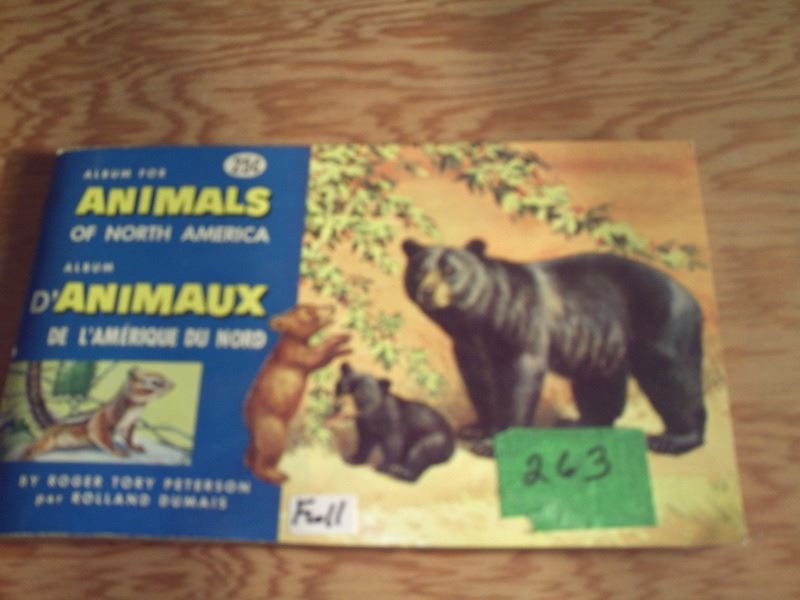 ALBUM FOR
25¢
ANIMALS
OF NORTH AMERICA
ALBUM
D'ANIMAUX
DE L'AMÉRIQUE DU NORD
BY ROGER TORY PETERSON
par ROLLAND DUMAIS
Full
263